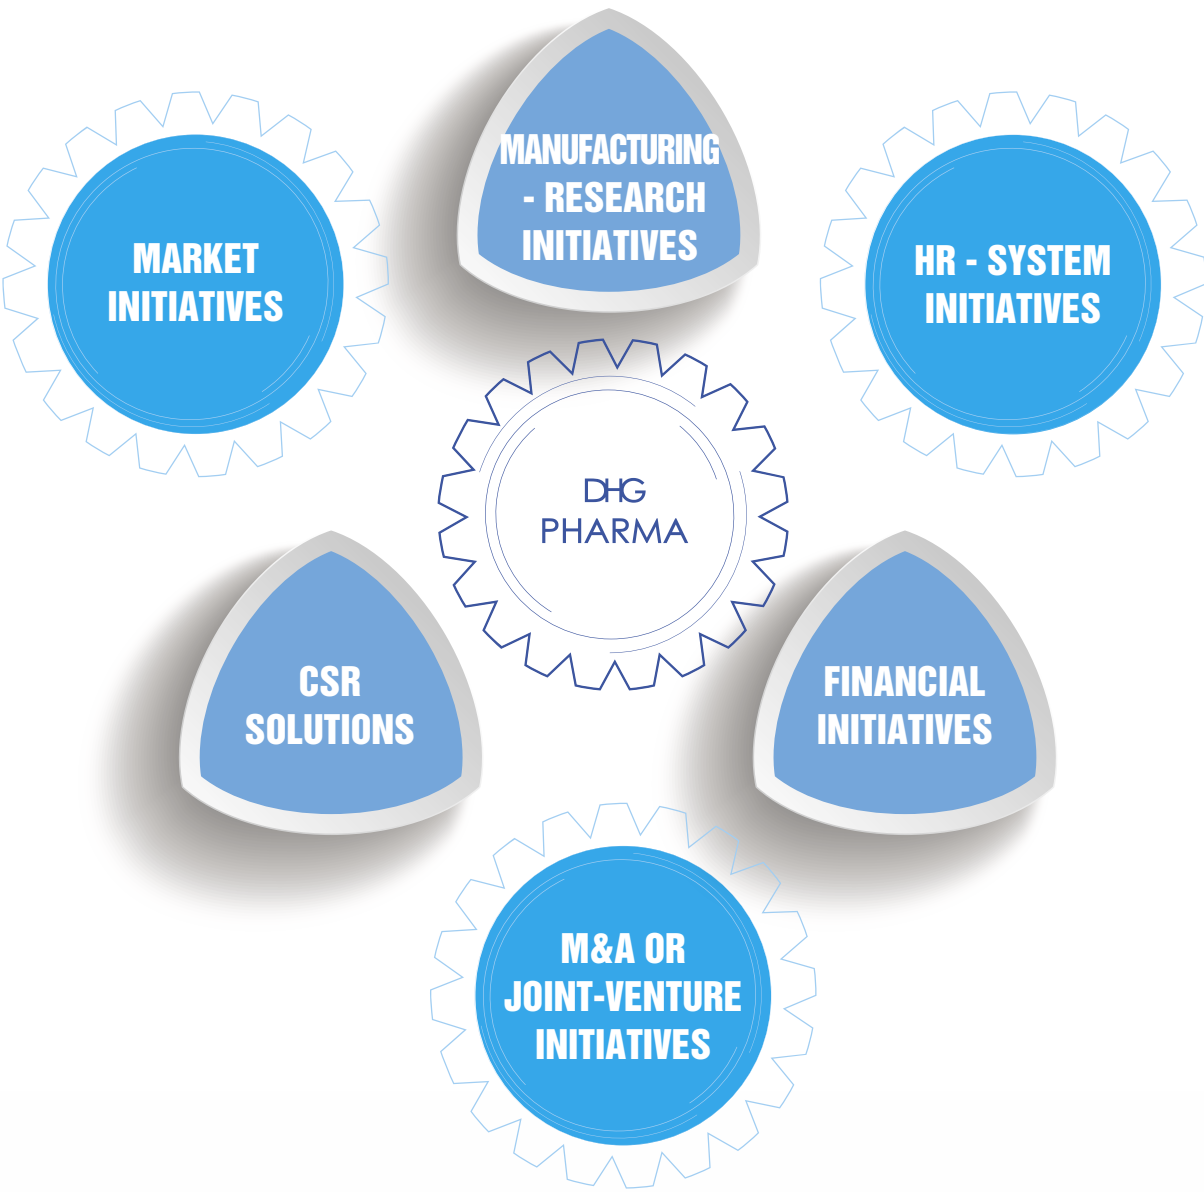 MANUFACTURING
- RESEARCH
INITIATIVES
MARKET
INITIATIVES
HR - SYSTEM
INITIATIVES
DHG
PHARMA
CSR
SOLUTIONS
FINANCIAL
INITIATIVES
M&A OR
JOINT-VENTURE
INITIATIVES